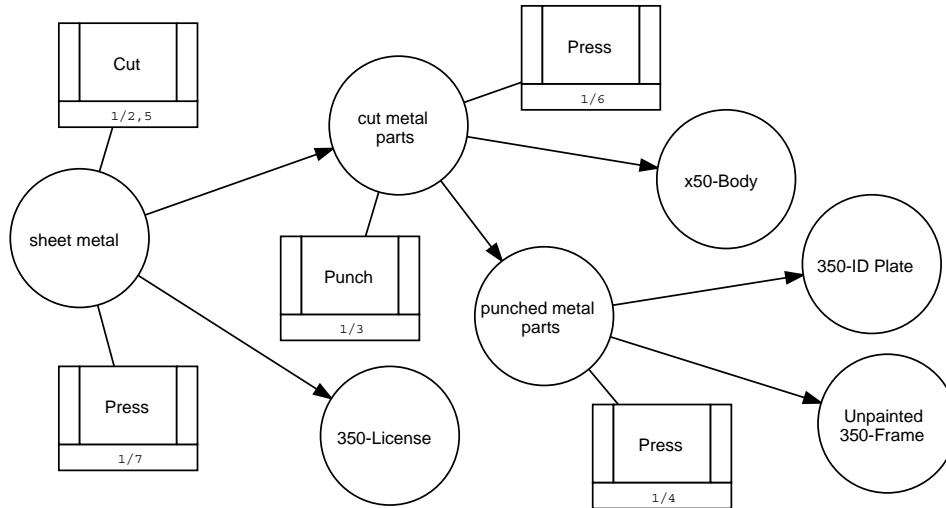 Press
Cut
1/6
1/2,5
cut metal
parts
x50-Body
sheet metal
350-ID Plate
Punch
punched metal
parts
1/3
Press
350-License
Unpainted
350-Frame
1/7
Press
1/4